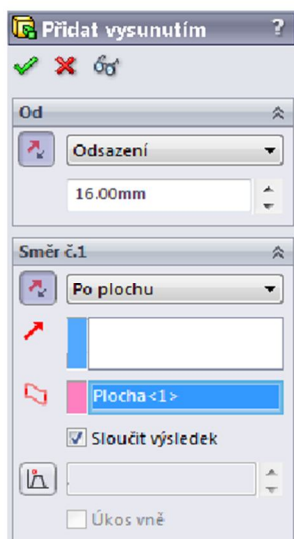 Přidat vysunutím ?
Od
Odsazení
16.00mm
Směr č.1
Po plochu
Plocha<1>
Sloučit výsledek
Úkos vně